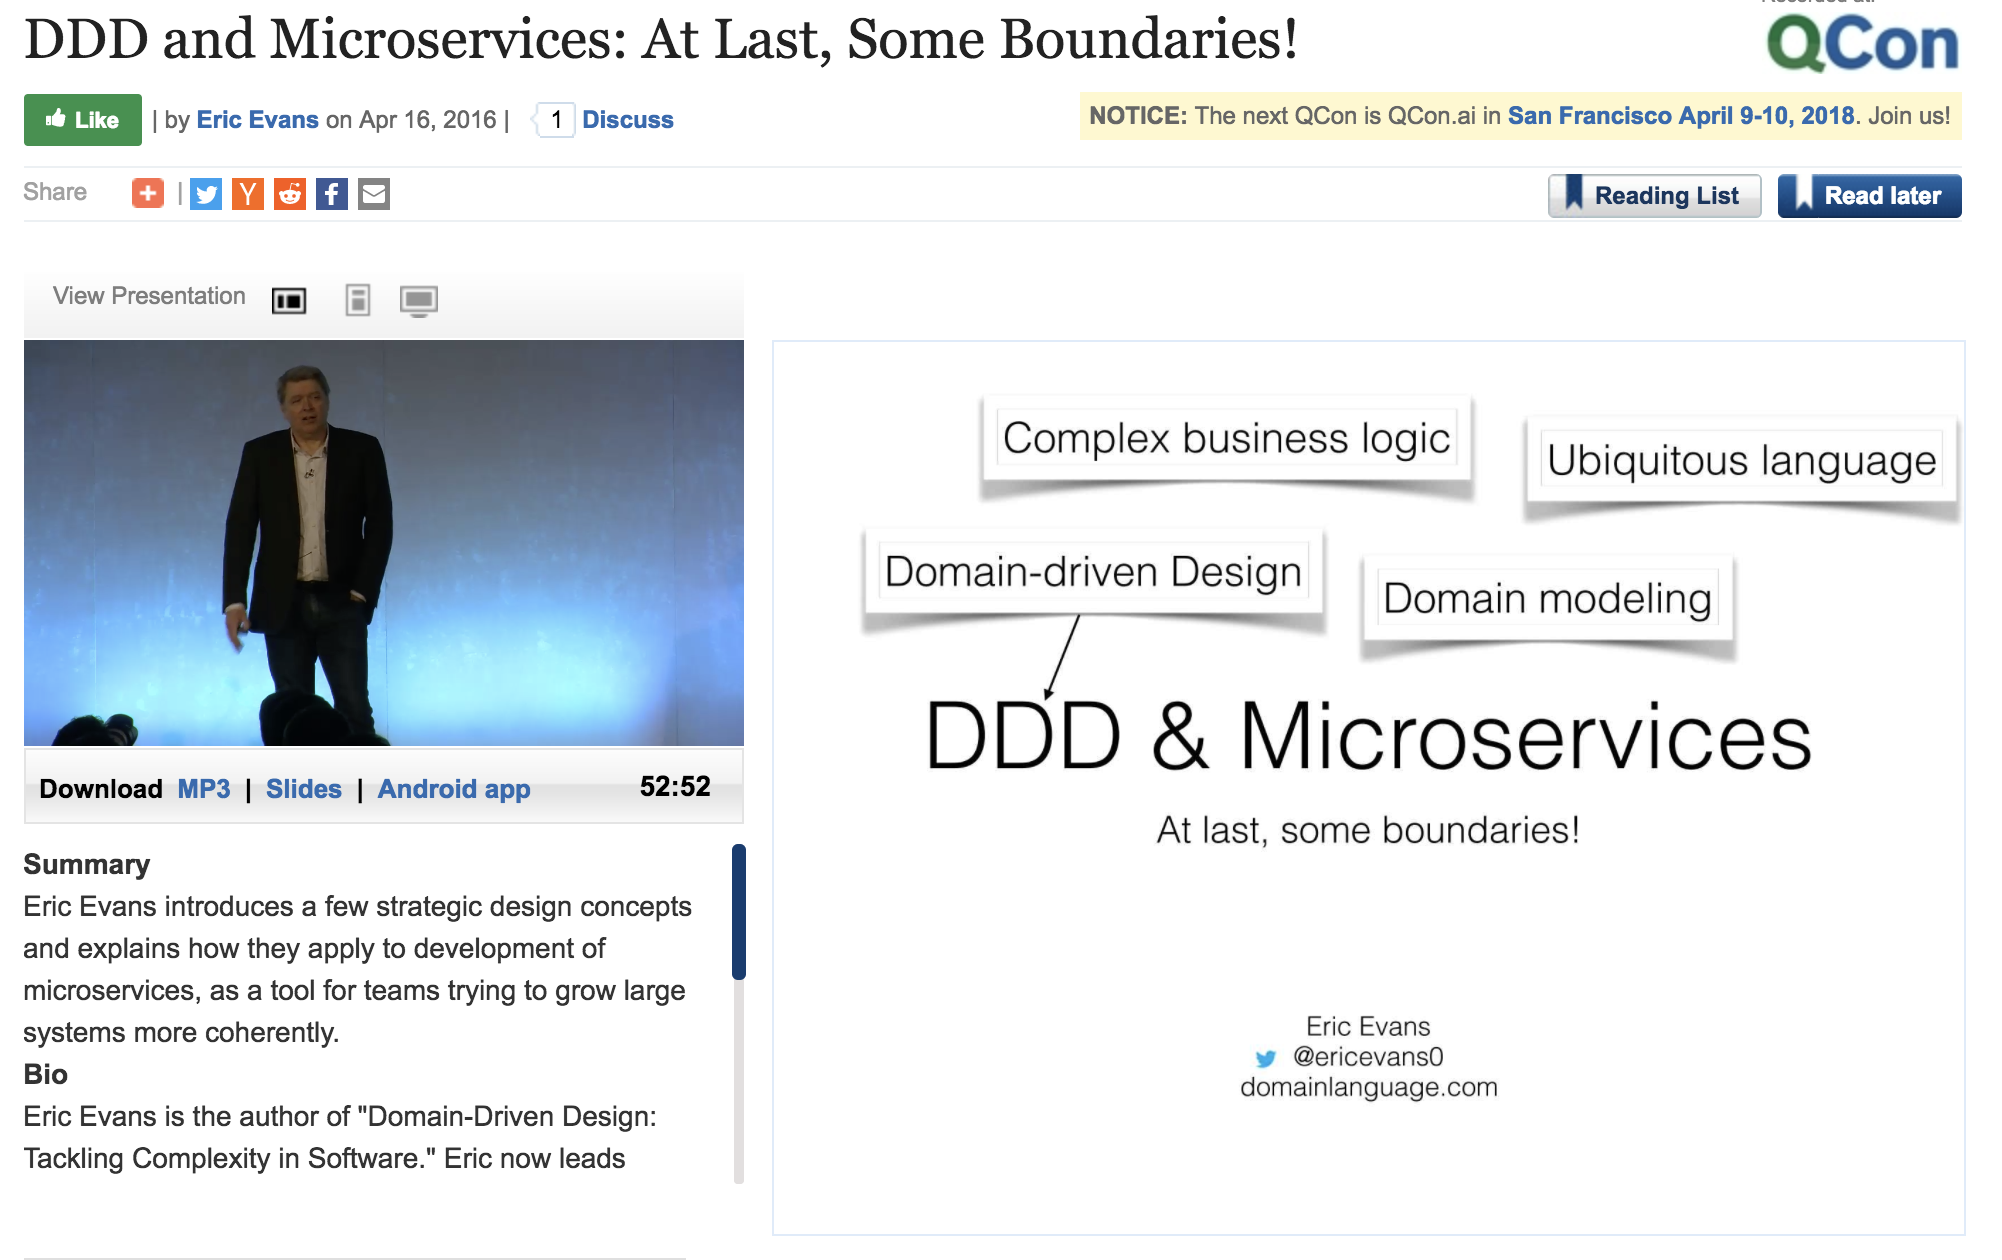 DDD and Microservices: At Last, Some Boundaries!
Recorded at:
QCon
Like | by Eric Evans on Apr 16, 2016 | 1 Discuss
NOTICE: The next QCon is QCon.ai in San Francisco April 9-10, 2018. Join us!
Share
Reading List
Read later
View Presentation
Download MP3 | Slides | Android app 52:52
Summary
Eric Evans introduces a few strategic design concepts
and explains how they apply to development of
microservices, as a tool for teams trying to grow large
systems more coherently.
Bio
Eric Evans is the author of "Domain-Driven Design:
Tackling Complexity in Software." Eric now leads
Complex business logic
Ubiquitous language
Domain-driven Design
Domain modeling
DDD & Microservices
At last, some boundaries!
Eric Evans
@ericevans0
domainlanguage.com